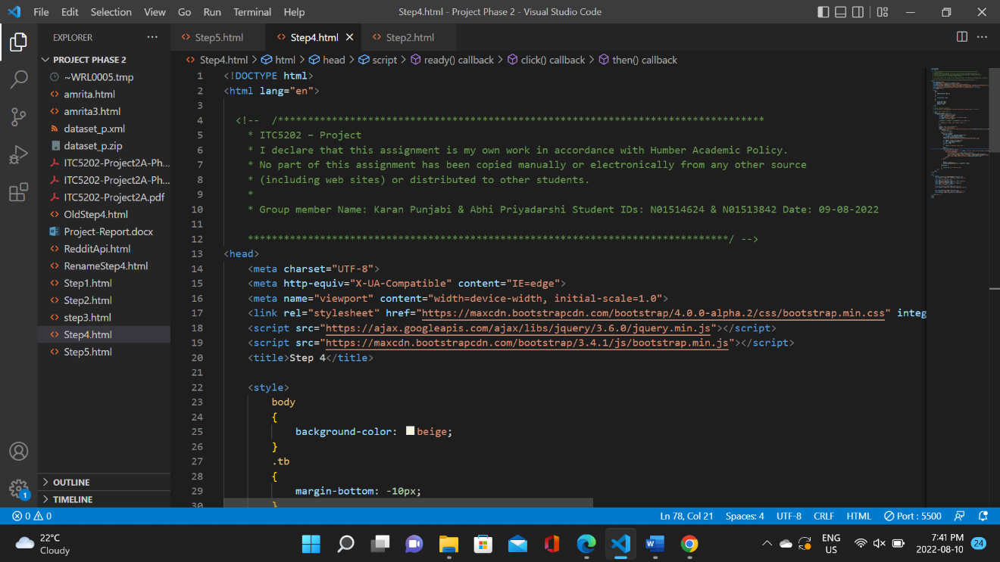 File Edit Selection View Go Run Terminal Help Step4.html - Project Phase 2 - Visual Studio Code
EXPLORER ···
Step5.html Step4.html Step2.html
PROJECT PHASE 2
~WRL0005.tmp
amrita.html
amrita3.html
dataset_p.xml
dataset_p.zip
ITC5202-Project2A-Ph...
ITC5202-Project2A-Ph...
ITC5202-Project2A.pdf
OldStep4.html
Project-Report.docx
RedditApi.html
RenameStep4.html
Step1.html
Step2.html
step3.html
Step4.html
Step5.html
OUTLINE
TIMELINE
1
Step4.html > html > head > script > ready() callback > click() callback > then() callback
1 <!DOCTYPE html>
2 <html lang="en">
3
4 <!-- /*********************************************************************************
5 * ITC5202 – Project
6 * I declare that this assignment is my own work in accordance with Humber Academic Policy.
7 * No part of this assignment has been copied manually or electronically from any other source
8 * (including web sites) or distributed to other students.
9 *
10 * Group member Name: Karan Punjabi & Abhi Priyadarshi Student IDs: N01514624 & N01513842 Date: 09-08-2022
11
12 ********************************************************************************/ -->
13 <head>
14 <meta charset="UTF-8">
15 <meta http-equiv="X-UA-Compatible" content="IE=edge">
16 <meta name="viewport" content="width=device-width, initial-scale=1.0">
17 <link rel="stylesheet" href="https://maxcdn.bootstrapcdn.com/bootstrap/4.0.0-alpha.2/css/bootstrap.min.css" integ
18 <script src="https://ajax.googleapis.com/ajax/libs/jquery/3.6.0/jquery.min.js"></script>
19 <script src="https://maxcdn.bootstrapcdn.com/bootstrap/3.4.1/js/bootstrap.min.js"></script>
20 <title>Step 4</title>
21
22 <style>
23 body
24 {
25 background-color: beige;
26 }
27 .tb
28 {
29 margin-bottom: -10px;
30 }
0 0 Ln 78, Col 21 Spaces: 4 UTF-8 CRLF HTML Port : 5500
22°C
Cloudy
ENG
US
7:41 PM
2022-08-10
24